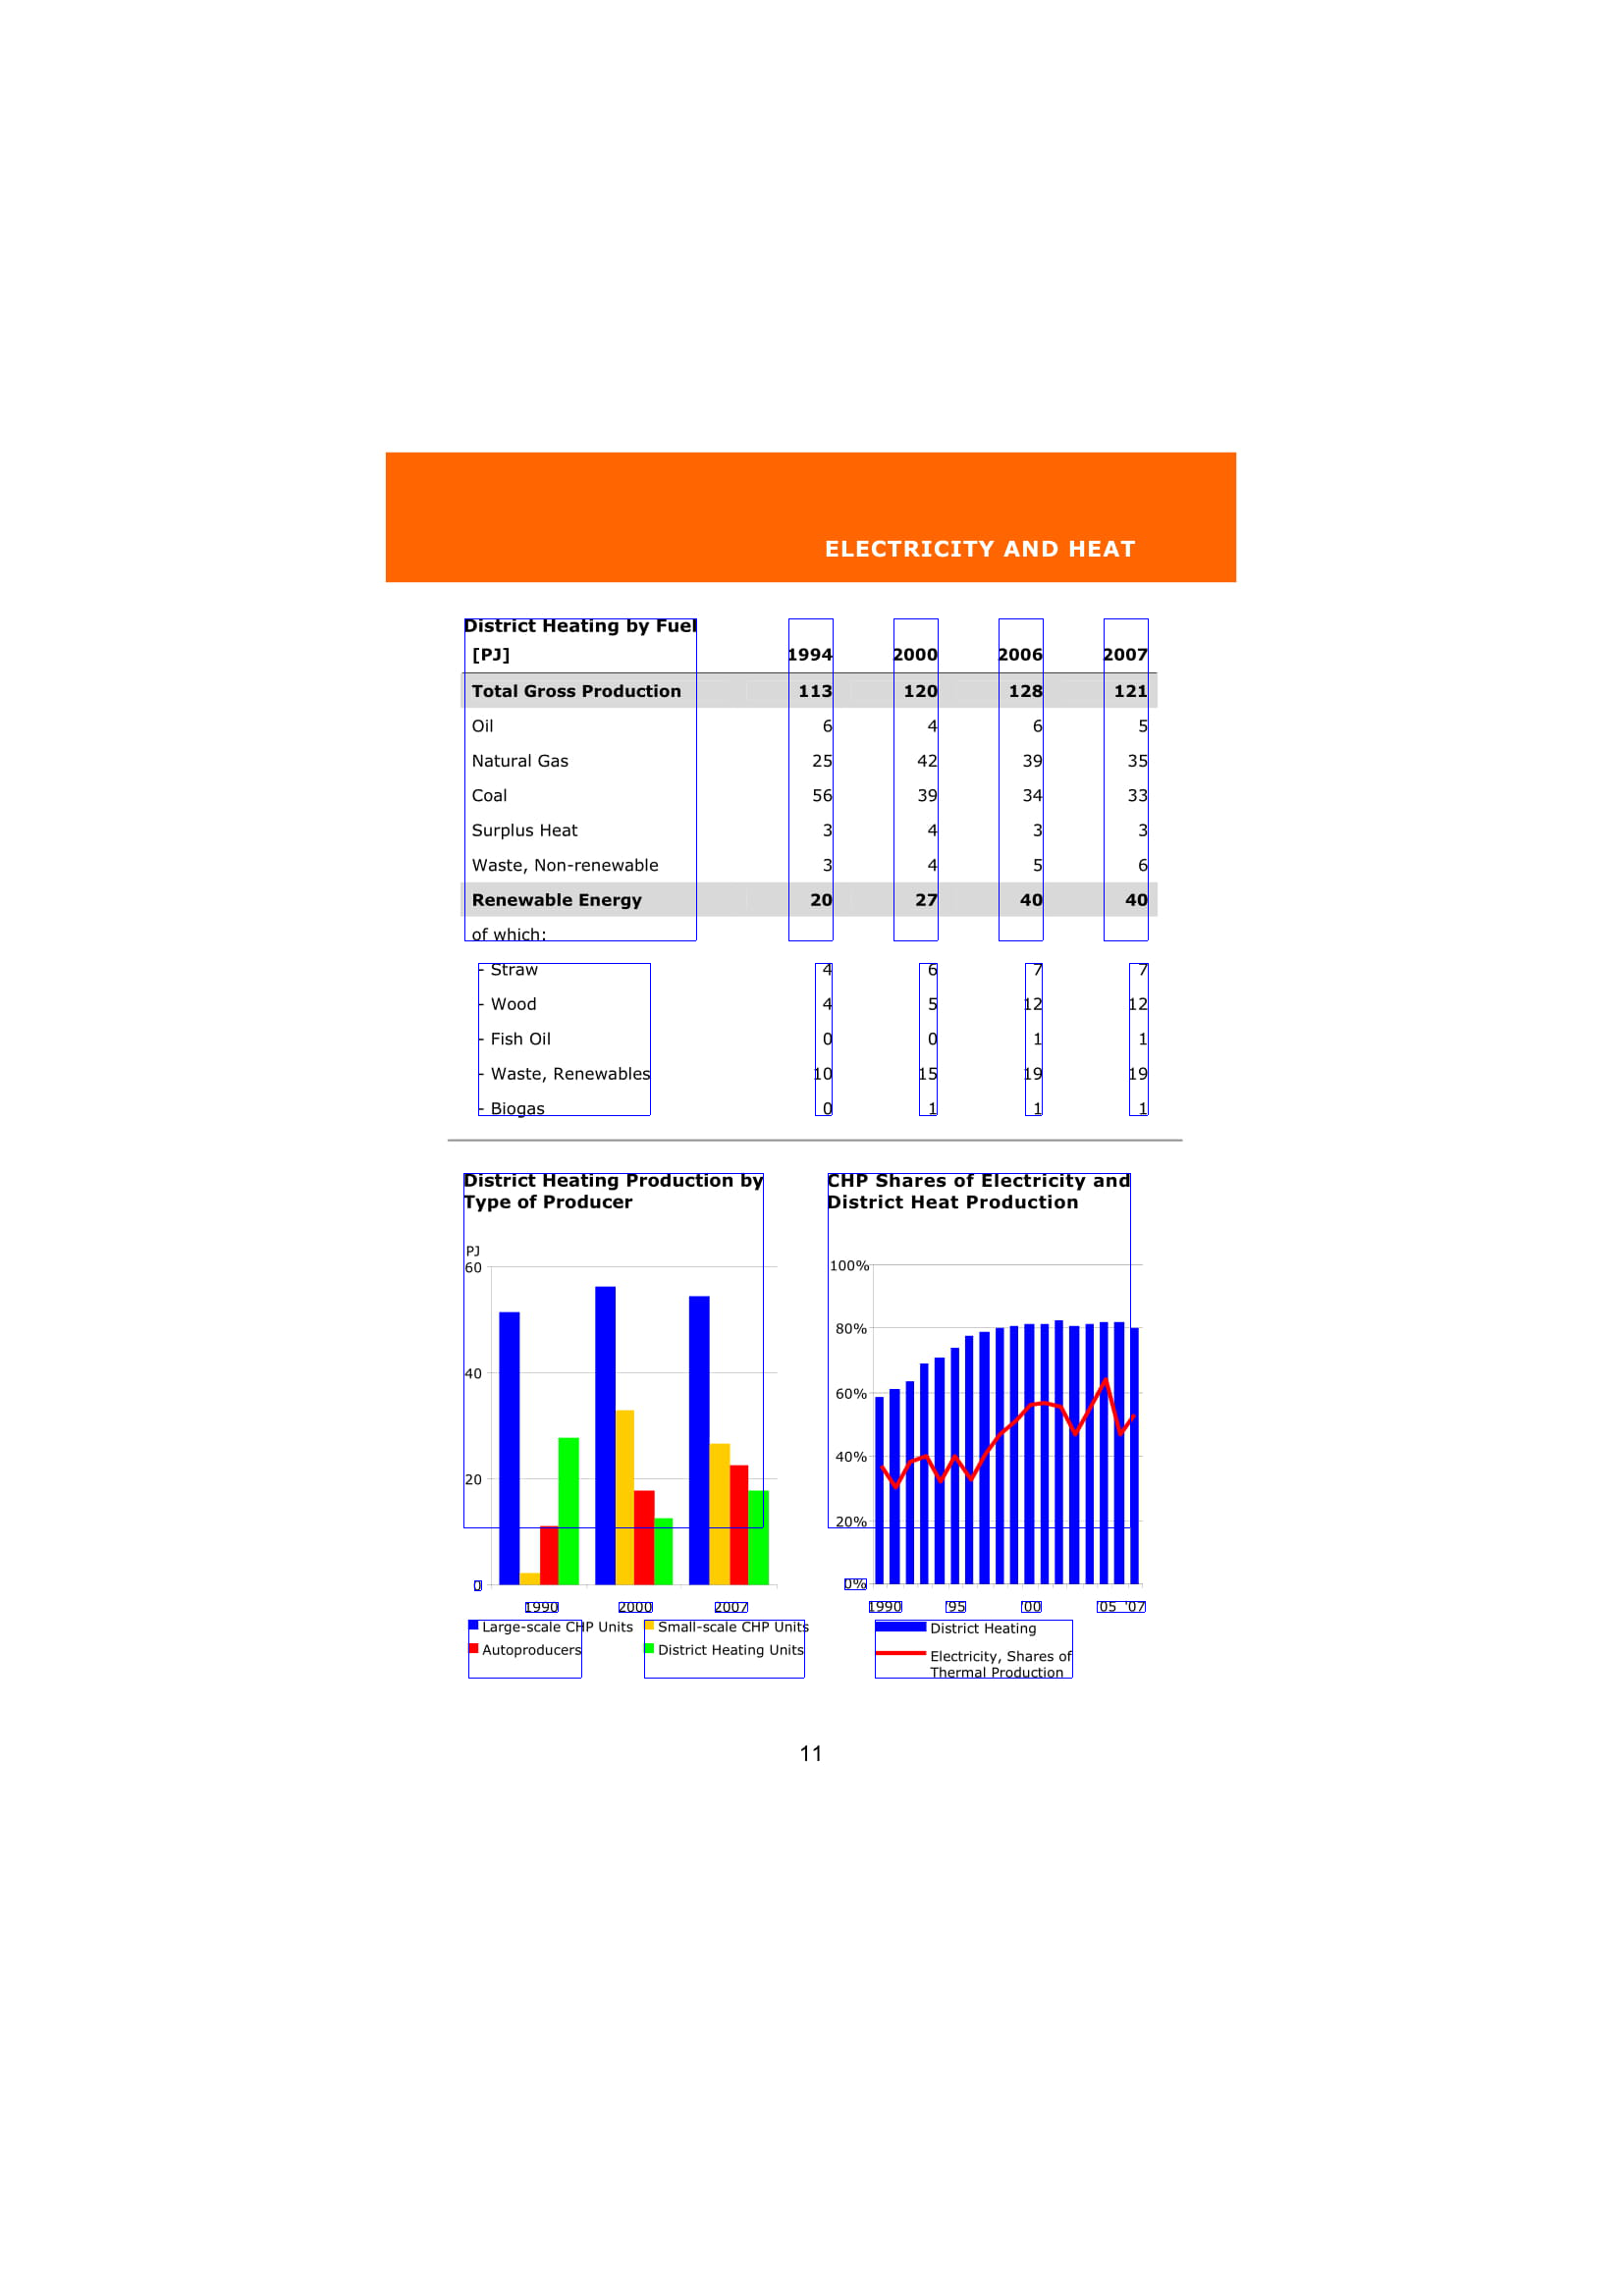 ELECTRICITY AND HEAT
District Heating by Fuel
[PJ] 1994 2000 2006 2007
Total Gross Production 113 120 128 121
Oil 6 4 6 5
Natural Gas 25 42 39 35
Coal 56 39 34 33
Surplus Heat 3 4 3 3
Waste, Non-renewable 3 4 5 6
Renewable Energy 20 27 40 40
of which:
- Straw 4 6 7 7
- Wood 4 5 12 12
- Fish Oil 0 0 1 1
- Waste, Renewables 10 15 19 19
- Biogas 0 1 1 1
District Heating Production by
Type of Producer
PJ
60
40
20
0
1990 2000 2007
Large-scale CHP Units Small-scale CHP Units
Autoproducers District Heating Units
CHP Shares of Electricity and
District Heat Production
100%
80%
60%
40%
20%
0%
1990 '95 '00 '05 '07
District Heating
Electricity, Shares of
Thermal Production
11